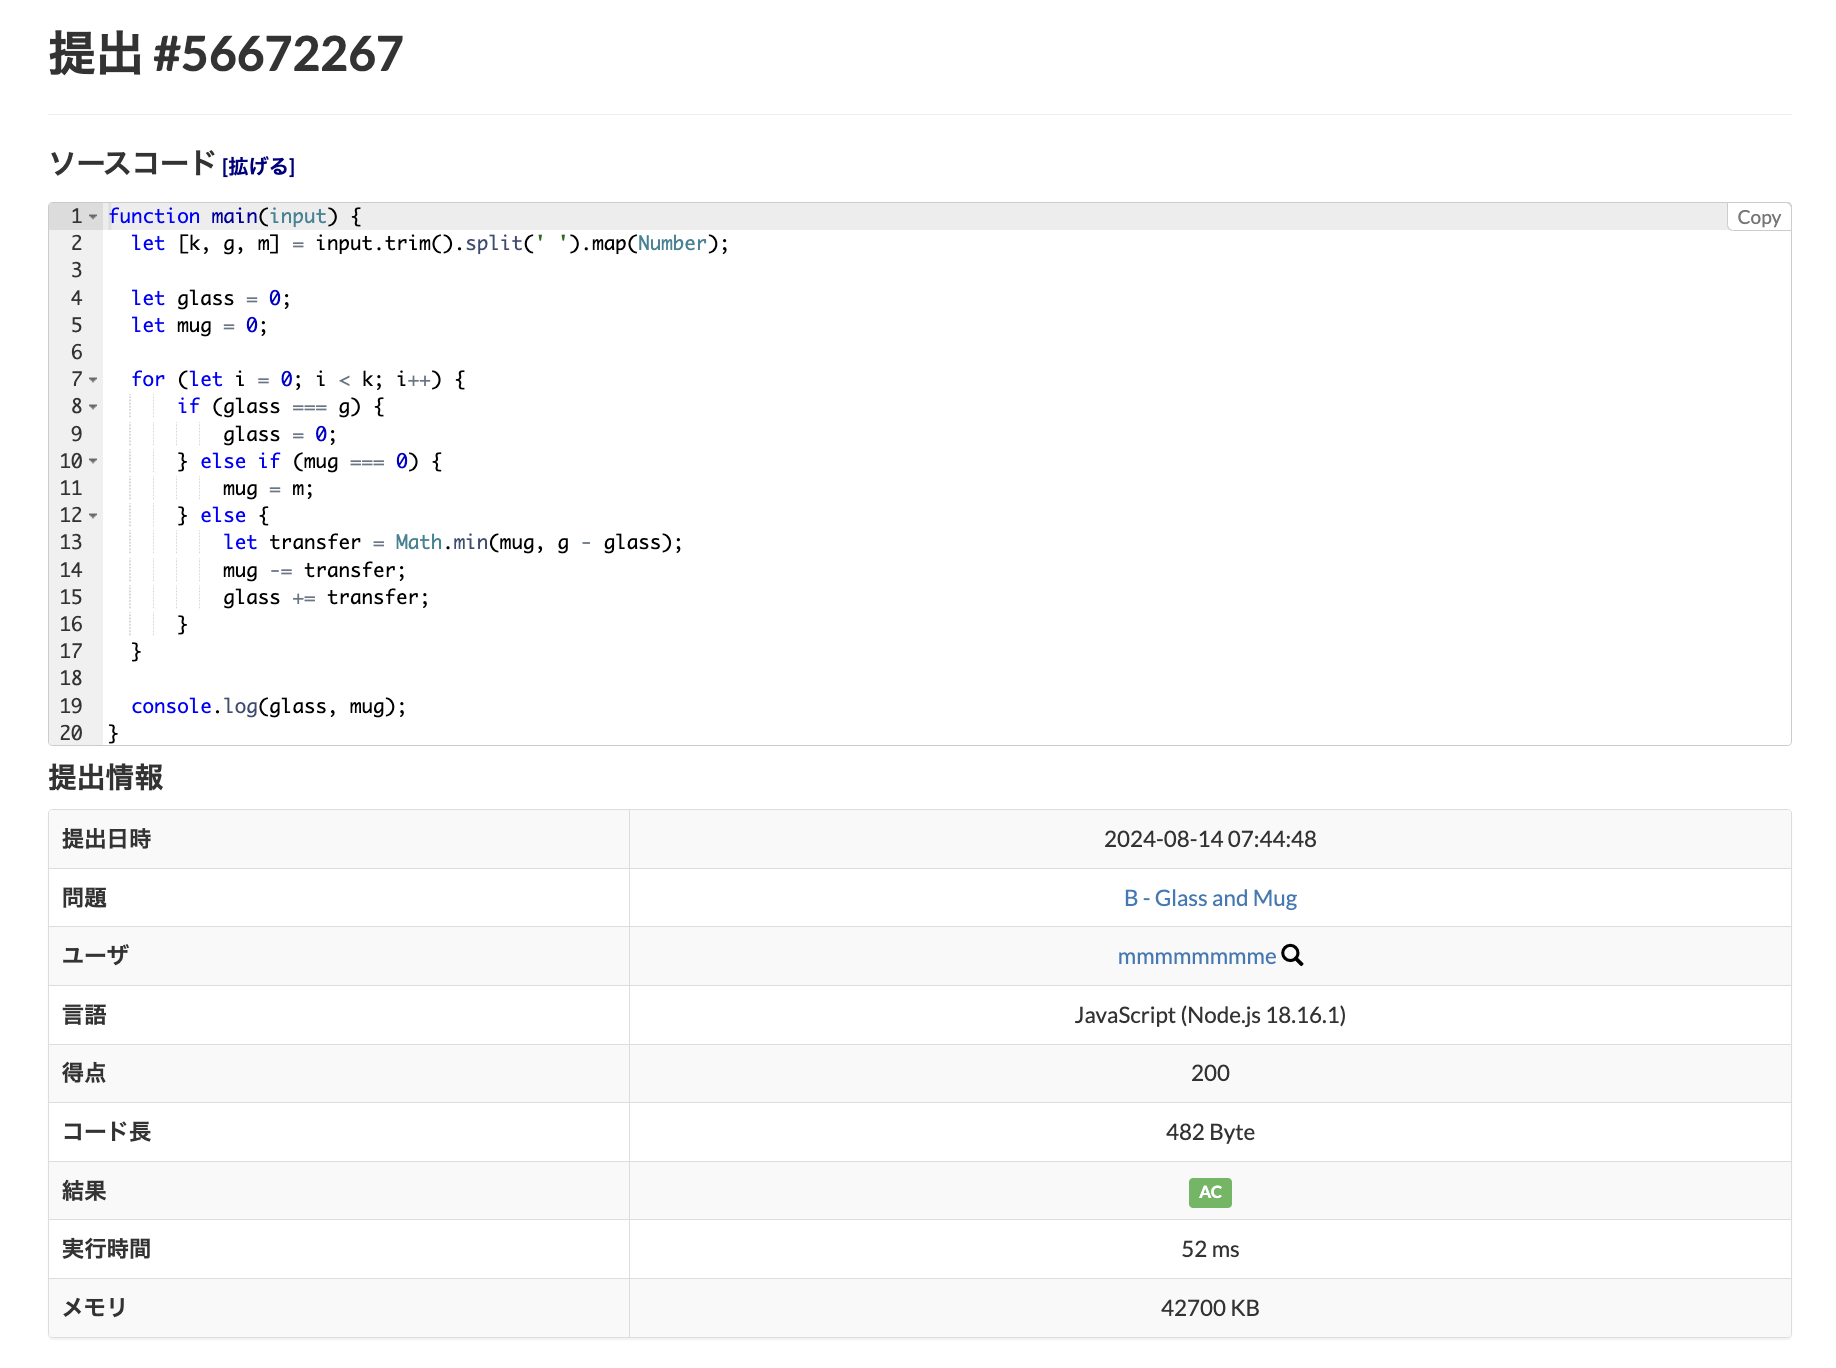 提出 #56672267
ソースコード [拡げる]
Copy
1 function main(input) {
2   let [k, g, m] = input.trim().split(' ').map(Number);
3
4   let glass = 0;
5   let mug = 0;
6
7   for (let i = 0; i < k; i++) {
8       if (glass === g) {
9           glass = 0;
10       } else if (mug === 0) {
11           mug = m;
12       } else {
13           let transfer = Math.min(mug, g - glass);
14           mug -= transfer;
15           glass += transfer;
16       }
17   }
18
19   console.log(glass, mug);
20 }
提出情報
提出日時 2024-08-14 07:44:48
問題 B - Glass and Mug
ユーザ mmmmmmmme
言語 JavaScript (Node.js 18.16.1)
得点 200
コード長 482 Byte
結果 AC
実行時間 52 ms
メモリ 42700 KB